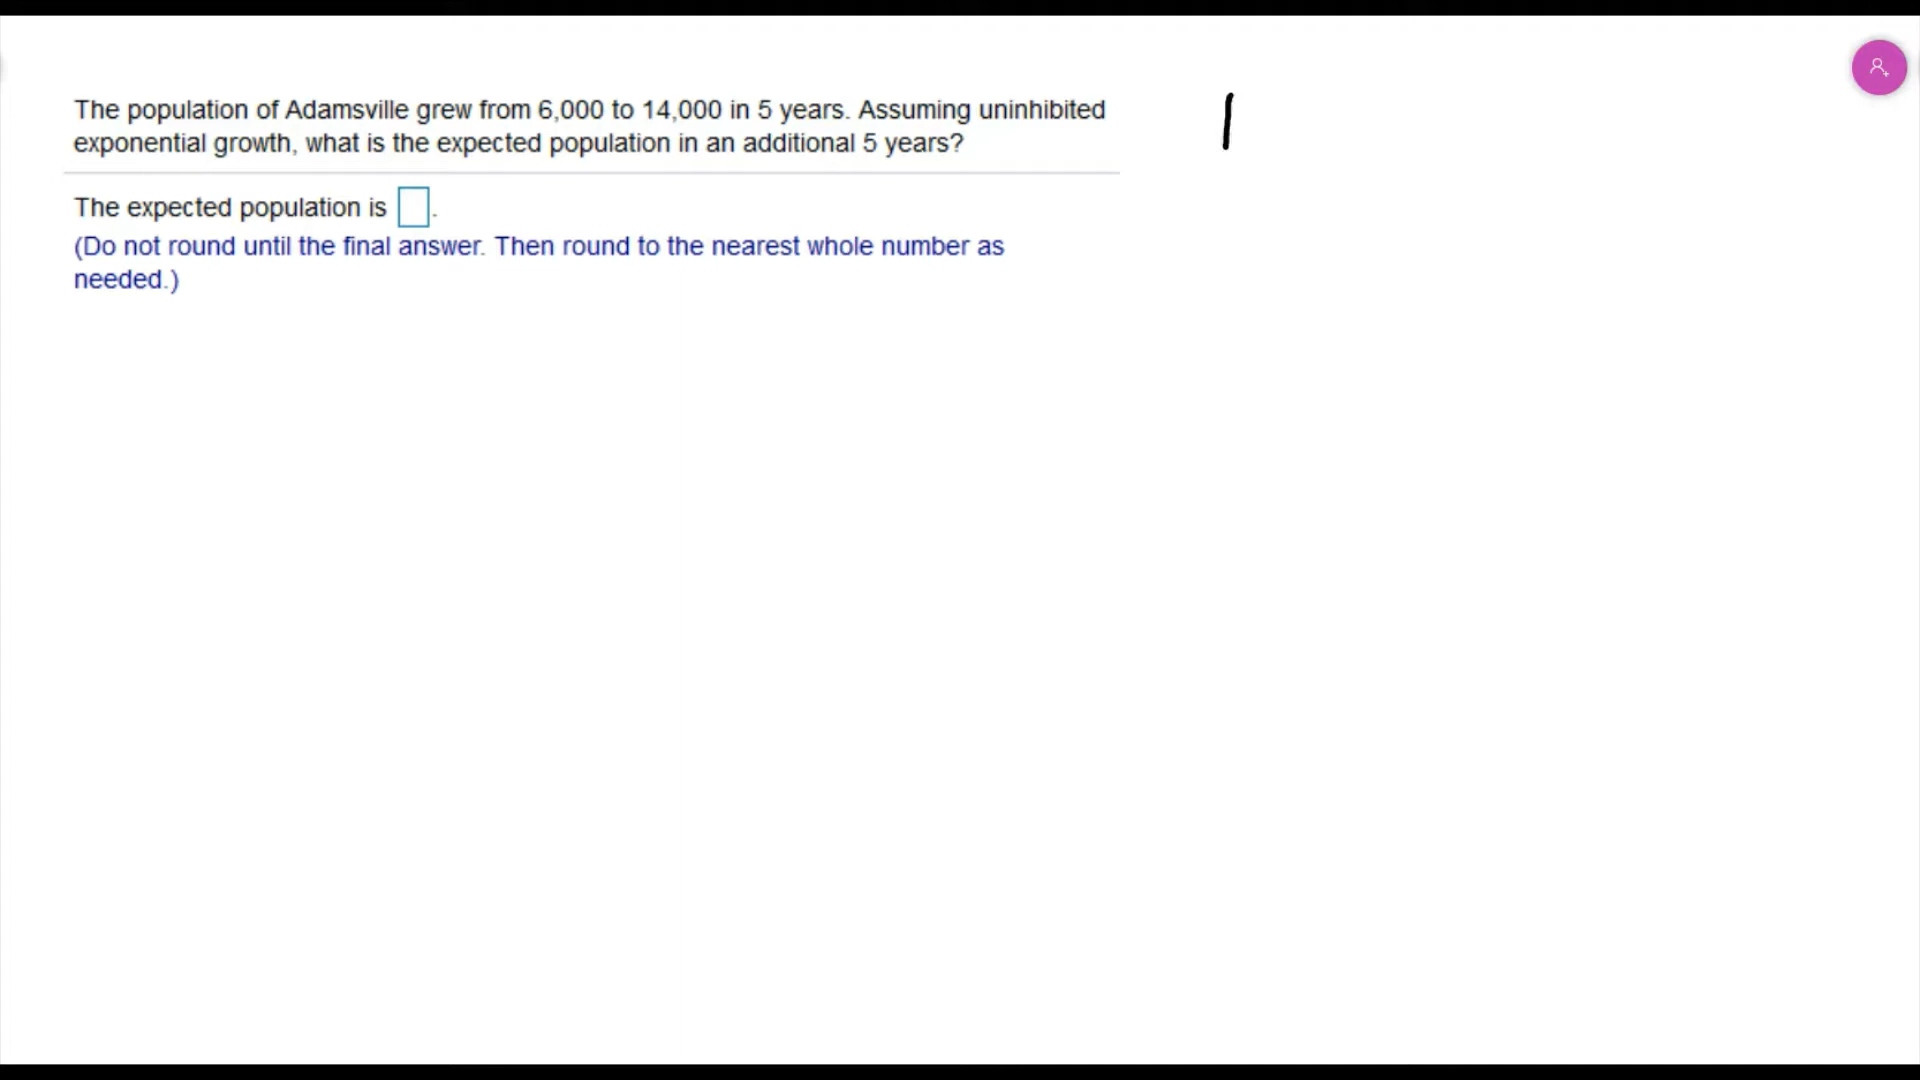 The population of Adamsville grew from 6,000 to 14,000 in 5 years. Assuming uninhibited
exponential growth, what is the expected population in an additional 5 years?
The expected population is .
(Do not round until the final answer. Then round to the nearest whole number as
needed.)